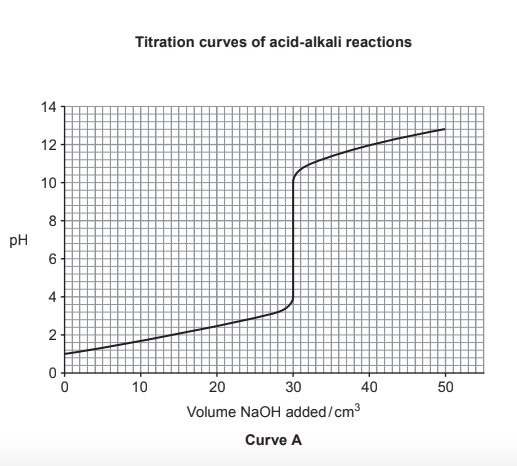 Titration curves of acid-alkali reactions
14
12
10
8
6
4
2
0
pH
0 10 20 30 40 50
Volume NaOH added/cm³
Curve A